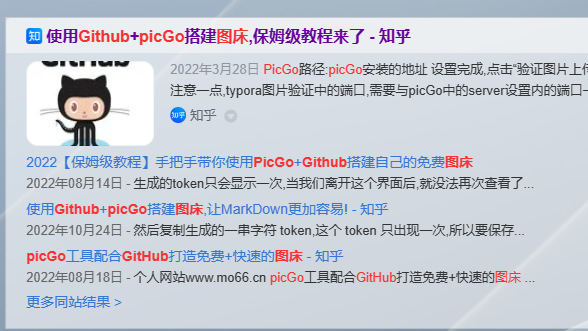 知 使用Github+picGo搭建图床,保姆级教程来了 - 知乎
GitHub
2022年3月28日 PicGo路径:picGo安装的地址 设置完成,点击“验证图片上
注意一点,typora图片验证中的端口,需要与picGo中的server设置内的端口一
知乎 知乎
2022【保姆级教程】手把手带你使用PicGo+Github搭建自己的免费图床
2022年08月14日 - 生成的token只会显示一次,当我们离开这个界面后,就没法再次查看了...
使用Github+picGo搭建图床,让MarkDown更加容易! - 知乎
2022年10月24日 - 然后复制生成的一串字符 token,这个 token 只出现一次,所以要保存...
picGo工具配合GitHub打造免费+快速的图床 - 知乎
2022年08月18日 - 个人网站www.mo66.cn picGo工具配合GitHub打造免费+快速的图床 ...
更多同站结果 >